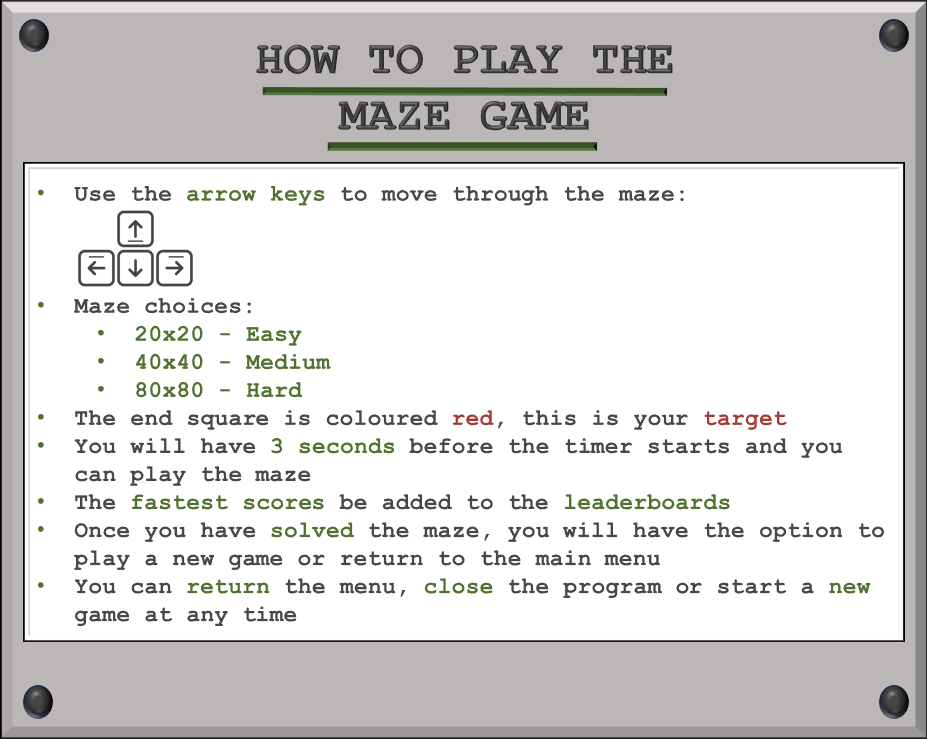 HOW TO PLAY THE
MAZE GAME
• Use the arrow keys to move through the maze:
↑
← ↓ →
• Maze choices:
• 20x20 – Easy
• 40x40 – Medium
• 80x80 – Hard
• The end square is coloured red, this is your target
• You will have 3 seconds before the timer starts and you
can play the maze
• The fastest scores be added to the leaderboards
• Once you have solved the maze, you will have the option to
play a new game or return to the main menu
• You can return the menu, close the program or start a new
game at any time